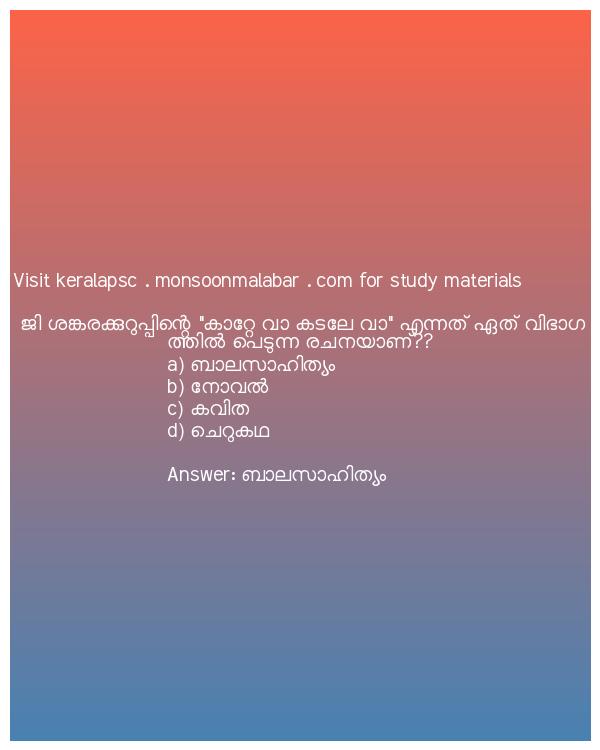 Visit keralapsc . monsoonmalabar . com for study materials
ജി ശങ്കരക്കുറുപ്പിന്റെ "കാറ്റേ വാ കടലേ വാ" എന്നത് ഏത് വിഭാഗ
ത്തിൽ പെടുന്ന രചനയാണ്??
a) ബാലസാഹിത്യം
b) നോവൽ
c) കവിത
d) ചെറുകഥ
Answer: ബാലസാഹിത്യം